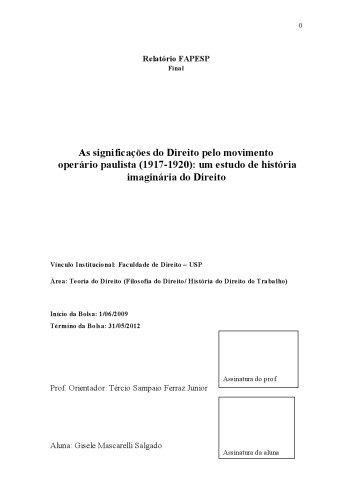 0
Relatório FAPESP
Final
As significações do Direito pelo movimento
operário paulista (1917-1920): um estudo de história
imaginária do Direito
Vínculo Institucional: Faculdade de Direito – USP
Área: Teoria do Direito (Filosofia do Direito/ História do Direito do Trabalho)
Início da Bolsa: 1/06/2009
Término da Bolsa: 31/05/2012
Assinatura do prof
Prof. Orientador: Tércio Sampaio Ferraz Junior
Aluna: Gisele Mascarelli Salgado
Assinatura da aluna